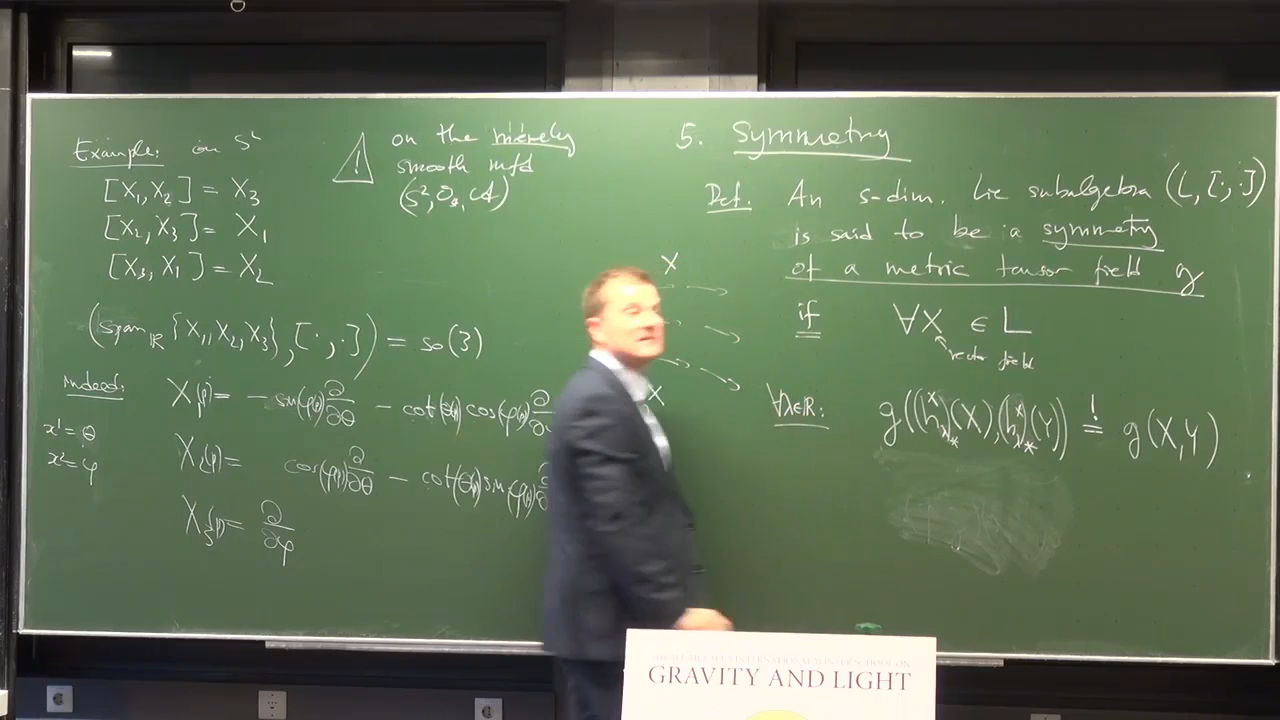 Example: on S²
[X₁, X₂] = X₃
[X₂, X₃] = X₁
[X₃, X₁] = X₂
(span_ℝ {X₁, X₂, X₃}, [·,·]) = so(3)
indeed:
x¹ = θ
x² = φ
X₁(p) = - sin(φ(p)) ∂/∂θ - cot(θ(p)) cos(φ(p)) ∂/
X₂(p) = cos(φ(p)) ∂/∂θ - cot(θ(p)) sin(φ(p)) ∂/
X₃(p) = ∂/∂φ
!
on the merely
smooth mfd
(S², O, A)
X
X
5. Symmetry
Def. An s-dim. Lie subalgebra (L, [·,·])
is said to be a symmetry
of a metric tensor field g
if ∀X ∈ L
vector field
∀λ∈ℝ: g((h^X_λ)_*(X), (h^X_λ)_*(Y)) =! g(X, Y)
GRAVITY AND LIGHT